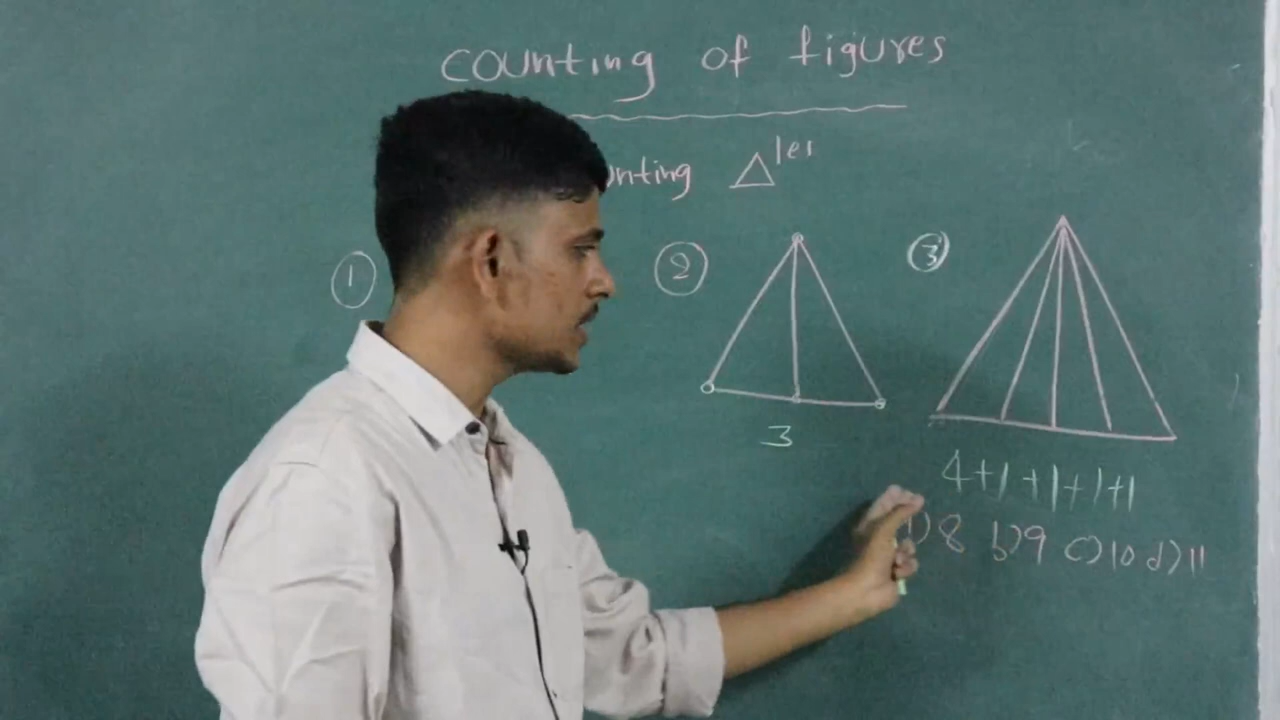 counting of figures
unting △les
1 2 3
3
4+1+1+1+1
8 b)9 c)10 d)11